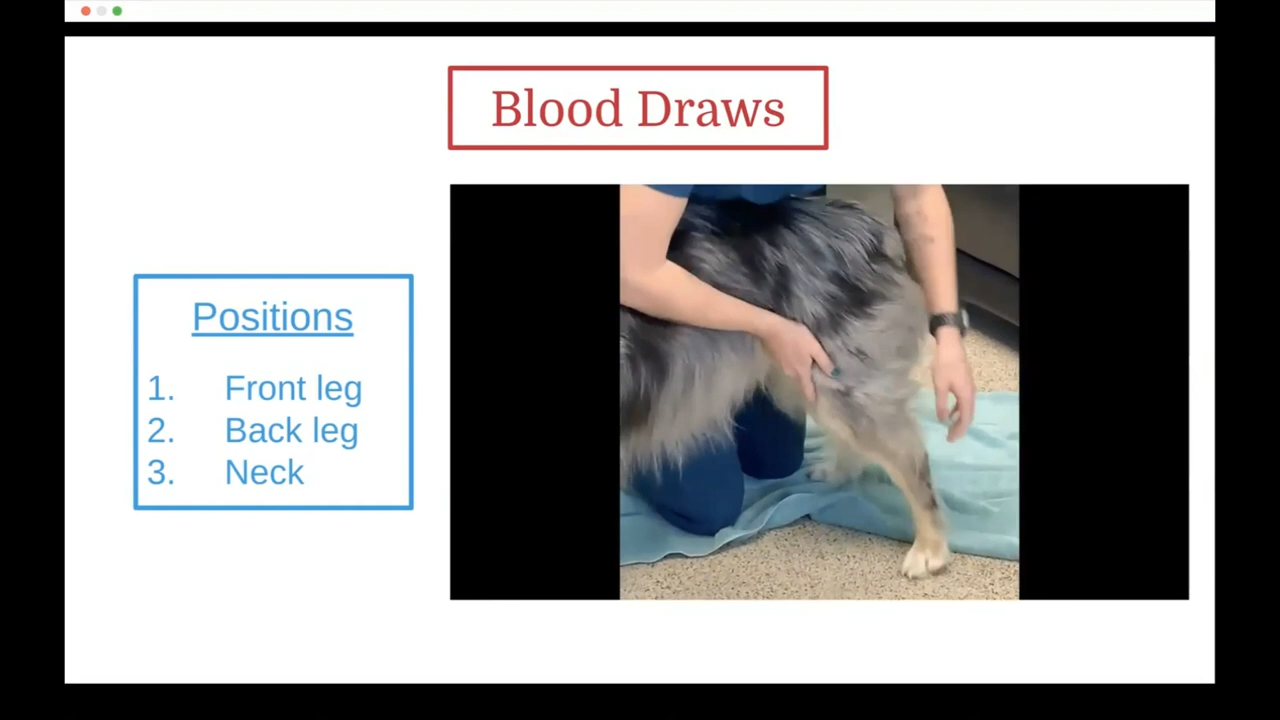 Blood Draws
Positions
1. Front leg
2. Back leg
3. Neck